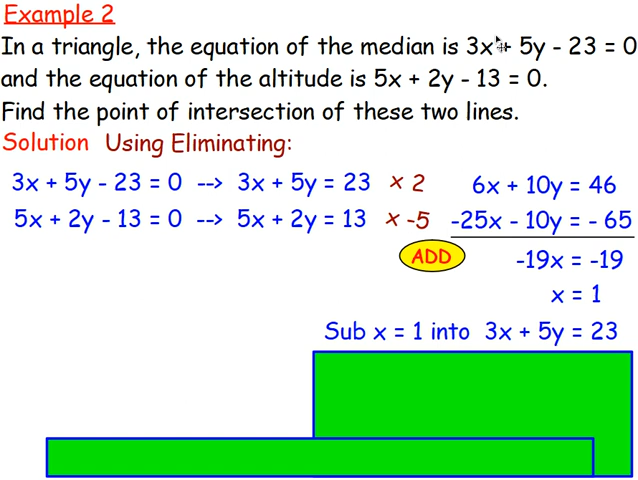 Example 2
In a triangle, the equation of the median is 3x + 5y - 23 = 0
and the equation of the altitude is 5x + 2y - 13 = 0.
Find the point of intersection of these two lines.
Solution Using Eliminating:
3x + 5y - 23 = 0 --> 3x + 5y = 23 × 2 6x + 10y = 46
5x + 2y - 13 = 0 --> 5x + 2y = 13 × -5 -25x - 10y = - 65
ADD -19x = -19
x = 1
Sub x = 1 into 3x + 5y = 23